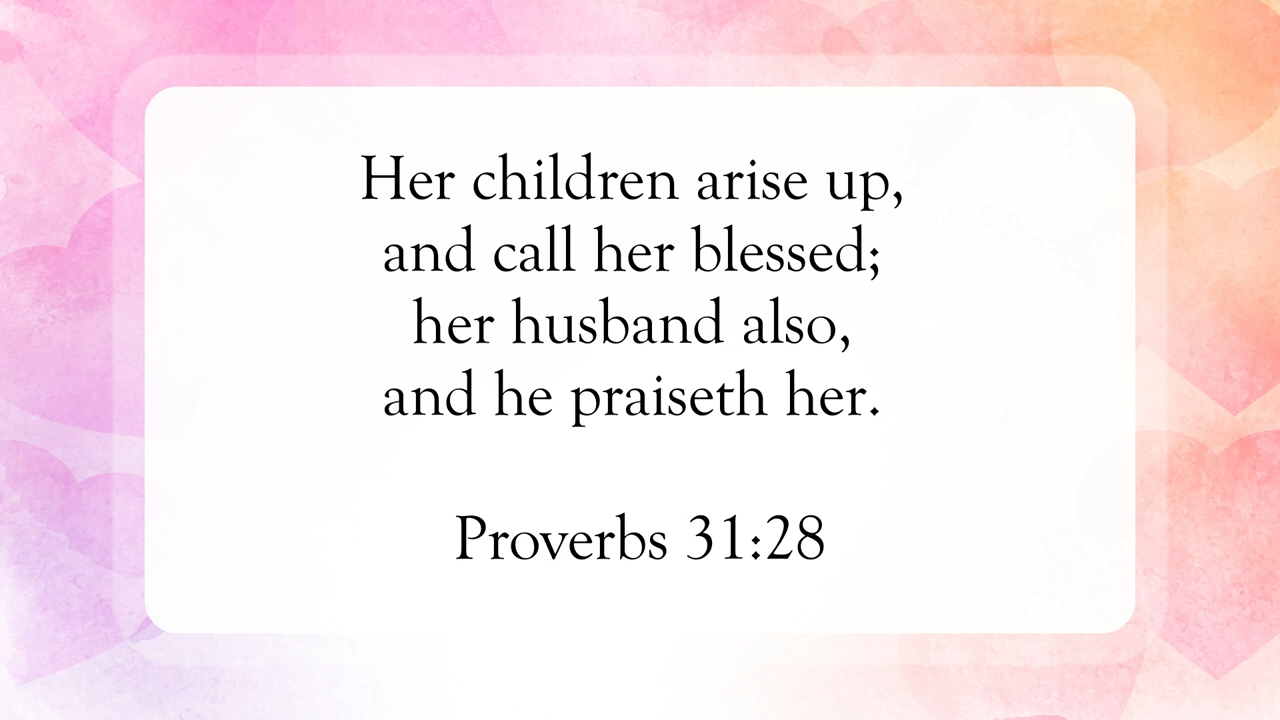 Her children arise up,
and call her blessed;
her husband also,
and he praiseth her.
Proverbs 31:28